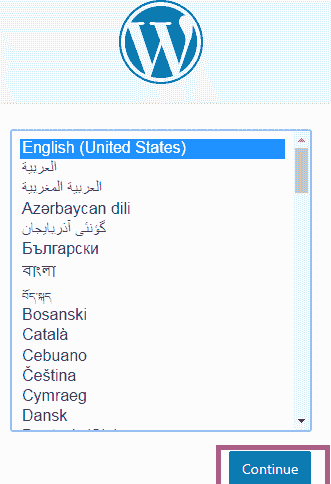 English (United States)
العربية
العربية المغربية
Azərbaycan dili
گؤنئی آذربایجان
Български
বাংলা
བོད་སྐད
Bosanski
Català
Cebuano
Čeština
Cymraeg
Dansk
Continue